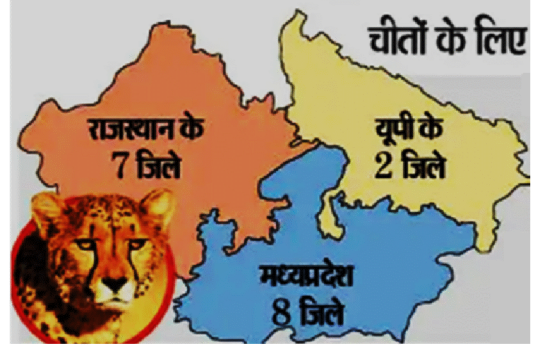 चीतों के लिए
राजस्थान के
7 जिले
यूपी के
2 जिले
मध्यप्रदेश
8 जिले